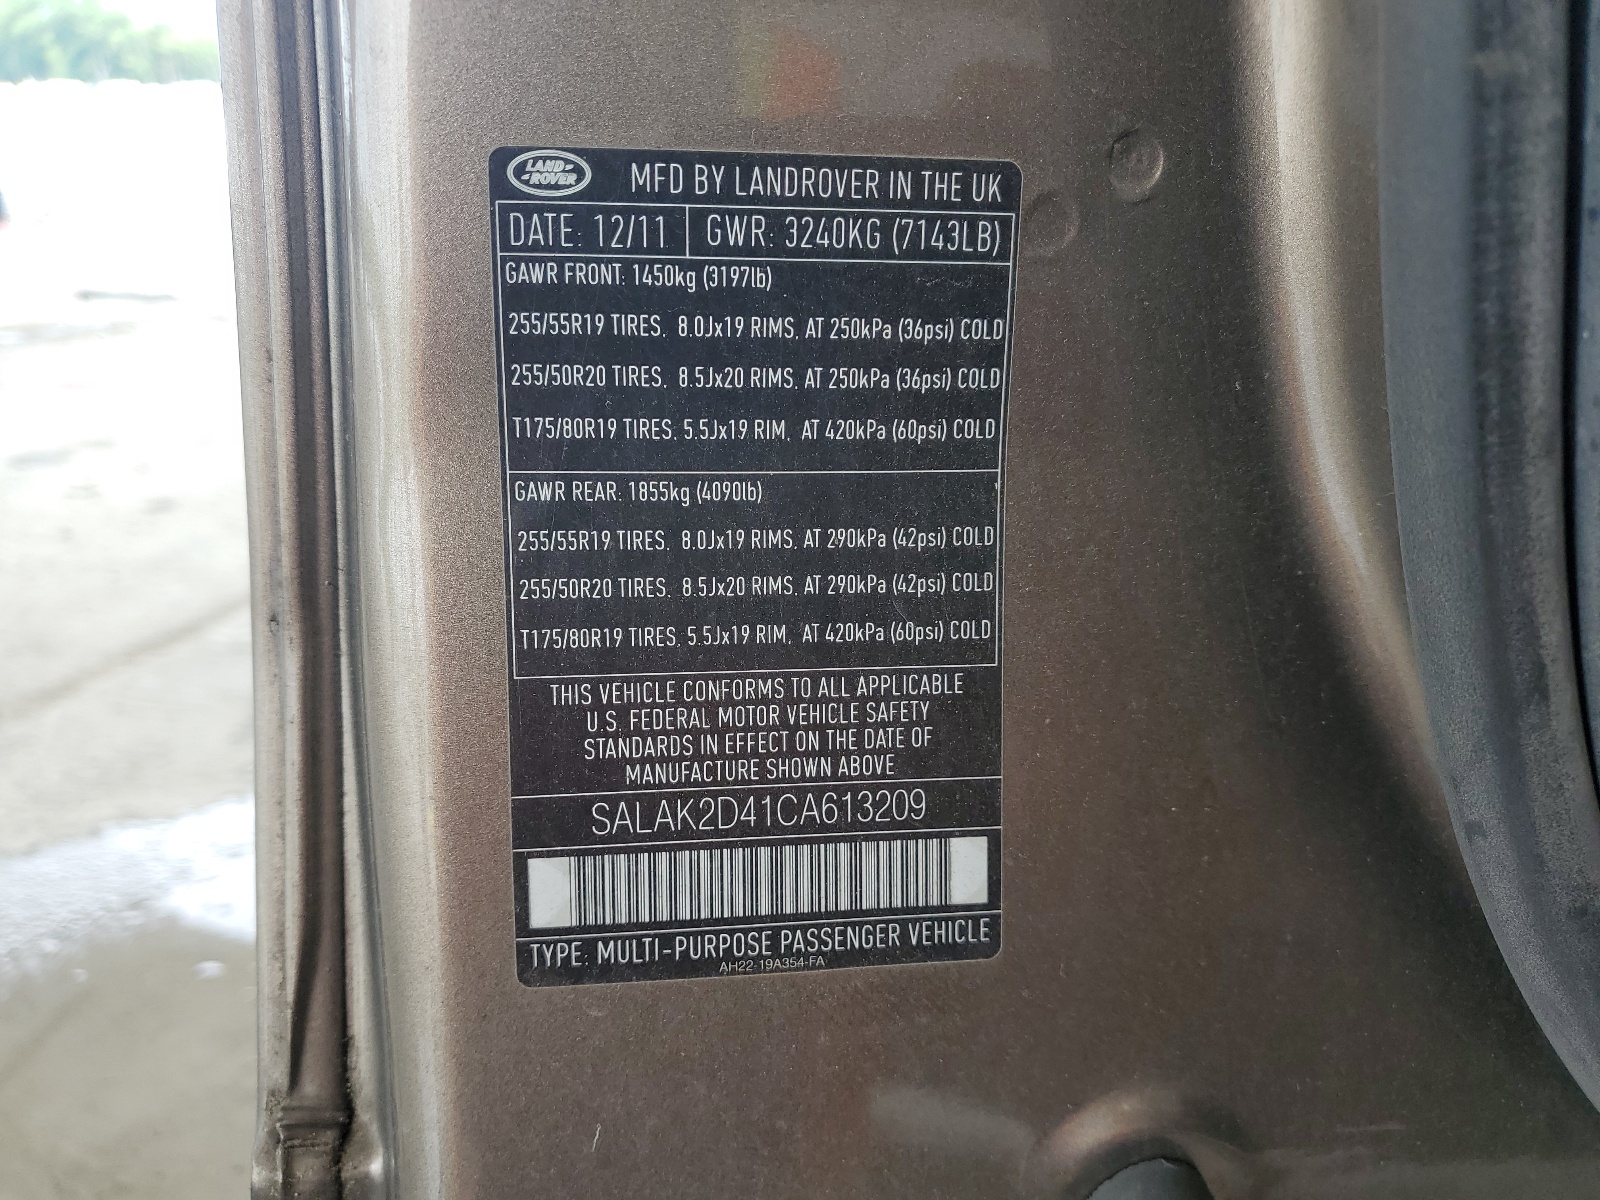 LAND-
-ROVER
MFD BY LANDROVER IN THE UK
DATE: 12/11 GWR: 3240KG (7143LB)
GAWR FRONT: 1450kg (3197lb)
255/55R19 TIRES, 8.0Jx19 RIMS, AT 250kPa (36psi) COLD
255/50R20 TIRES, 8.5Jx20 RIMS, AT 250kPa (36psi) COLD
T175/80R19 TIRES, 5.5Jx19 RIM, AT 420kPa (60psi) COLD
GAWR REAR: 1855kg (4090lb)
255/55R19 TIRES, 8.0Jx19 RIMS, AT 290kPa (42psi) COLD
255/50R20 TIRES, 8.5Jx20 RIMS, AT 290kPa (42psi) COLD
T175/80R19 TIRES, 5.5Jx19 RIM, AT 420kPa (60psi) COLD
THIS VEHICLE CONFORMS TO ALL APPLICABLE
U.S. FEDERAL MOTOR VEHICLE SAFETY
STANDARDS IN EFFECT ON THE DATE OF
MANUFACTURE SHOWN ABOVE
SALAK2D41CA613209
TYPE: MULTI-PURPOSE PASSENGER VEHICLE
AH22-19A354-FA